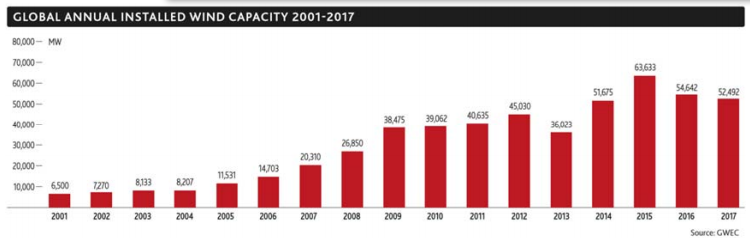 GLOBAL ANNUAL INSTALLED WIND CAPACITY 2001-2017
80,000 MW
70,000
60,000
50,000
40,000
30,000
20,000
10,000
6,500 7,270 8,133 8,207 11,531 14,703 20,310 26,850 38,475 39,062 40,635 45,030 36,023 51,675 63,633 54,642 52,492
2001 2002 2003 2004 2005 2006 2007 2008 2009 2010 2011 2012 2013 2014 2015 2016 2017
Source: GWEC